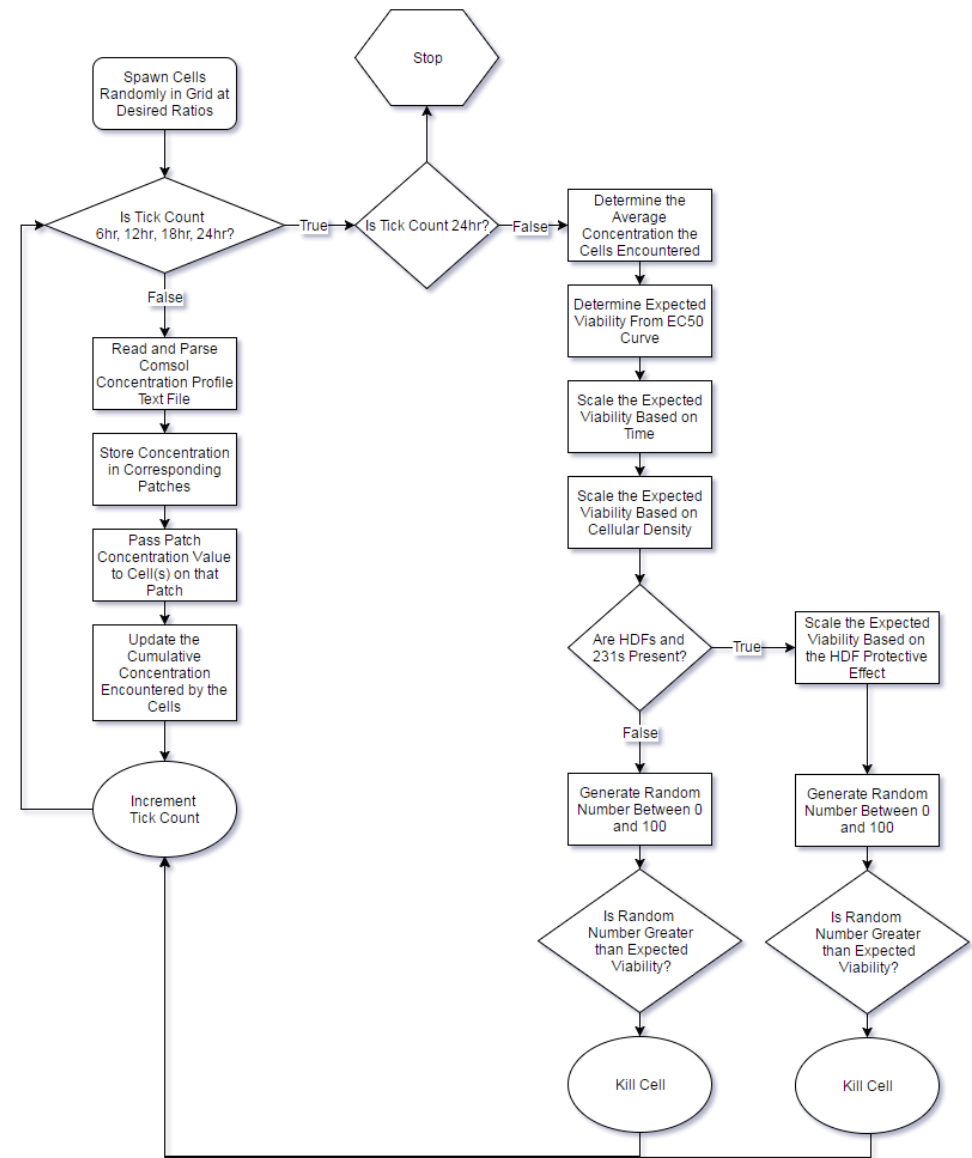 Stop
Spawn Cells
Randomly in Grid at
Desired Ratios
Is Tick Count
6hr, 12hr, 18hr, 24hr?
True
Is Tick Count 24hr?
False
Determine the
Average
Concentration the
Cells Encountered
False
Determine Expected
Viability From EC50
Curve
Read and Parse
Comsol
Concentration Profile
Text File
Scale the Expected
Viability Based on
Time
Store Concentration
in Corresponding
Patches
Scale the Expected
Viability Based on
Cellular Density
Pass Patch
Concentration Value
to Cell(s) on that
Patch
Update the
Cumulative
Concentration
Encountered by the
Cells
Are HDFs and
231s Present?
True
Scale the Expected
Viability Based on
the HDF Protective
Effect
False
Increment
Tick Count
Generate Random
Number Between 0
and 100
Generate Random
Number Between 0
and 100
Is Random
Number Greater
than Expected
Viability?
Is Random
Number Greater
than Expected
Viability?
Kill Cell
Kill Cell